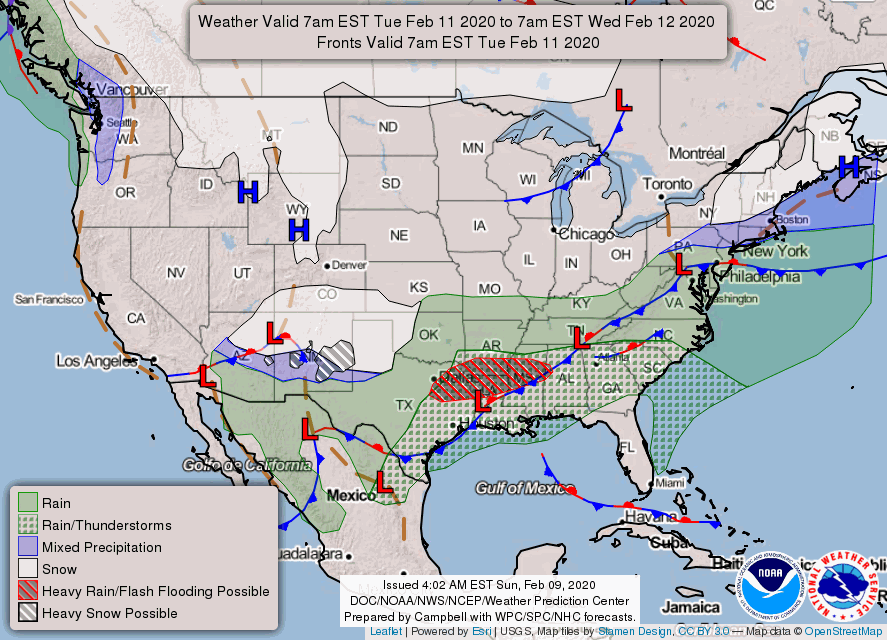 Weather Valid 7am EST Tue Feb 11 2020 to 7am EST Wed Feb 12 2020
Fronts Valid 7am EST Tue Feb 11 2020
QC
Vancouver
Seattle
WA
MT
ND
MN
Montréal
NB
NS
OR
ID
H
WY
H
SD
WI
MI
Toronto
NH
NY
Boston
H
L
IA
Chicago
NE
NV
UT
Denver
CO
IL
IN
OH
PA
New York
L
Philadelphia
San Francisco
CA
KS
MO
KY
VA
Washington
Los Angeles
AZ
L
NM
OK
AR
TN
L
NC
Atlanta
SC
L
Dallas
MS
AL
GA
LA
L
TX
Houston
L
FL
Golfo de California
Mexico
L
Gulf of Mexico
Miami
Havana
Cuba
Jamaica
Rain
Rain/Thunderstorms
Mixed Precipitation
Snow
Heavy Rain/Flash Flooding Possible
Heavy Snow Possible
Issued 4:02 AM EST Sun, Feb 09, 2020
DOC/NOAA/NWS/NCEP/Weather Prediction Center
Prepared by Campbell with WPC/SPC/NHC forecasts.
NOAA
NATIONAL WEATHER SERVICE
Leaflet | Powered by Esri | USGS, Map tiles by Stamen Design, CC BY 3.0 — Map data © OpenStreetMap